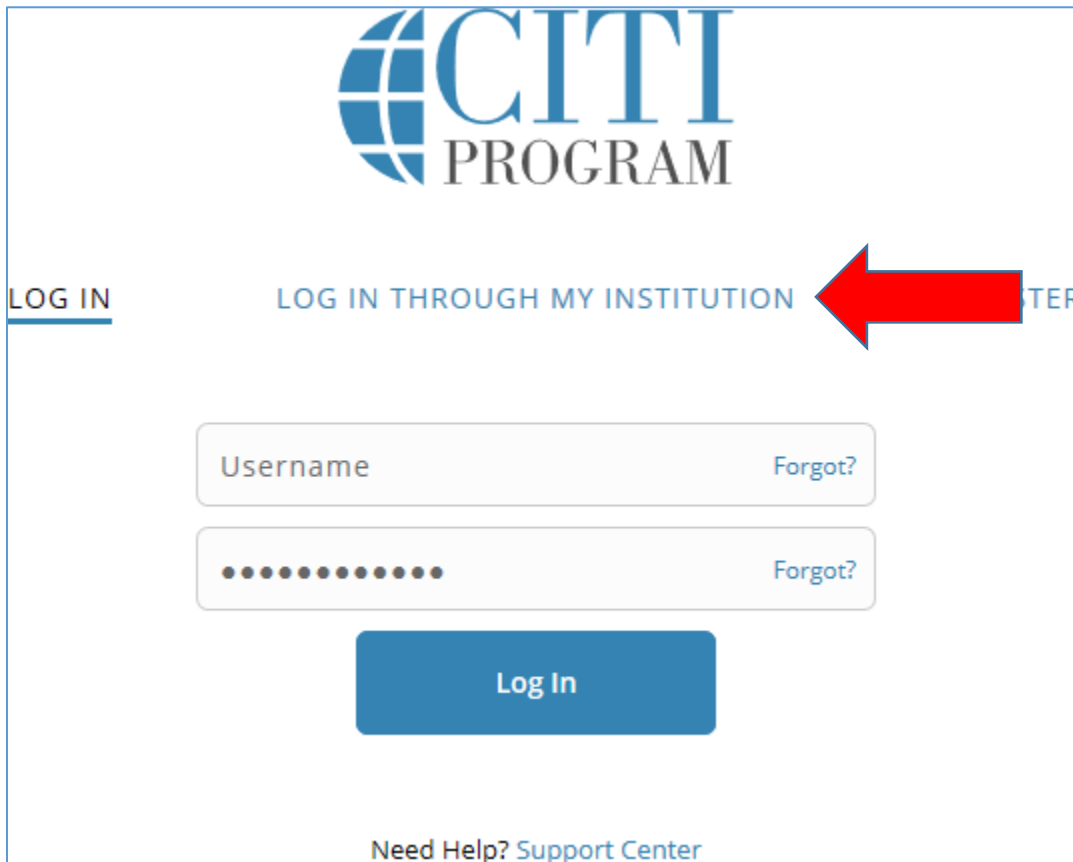 CITI
PROGRAM
LOG IN LOG IN THROUGH MY INSTITUTION
Username Forgot?
•••••••••••• Forgot?
Log In
Need Help? Support Center